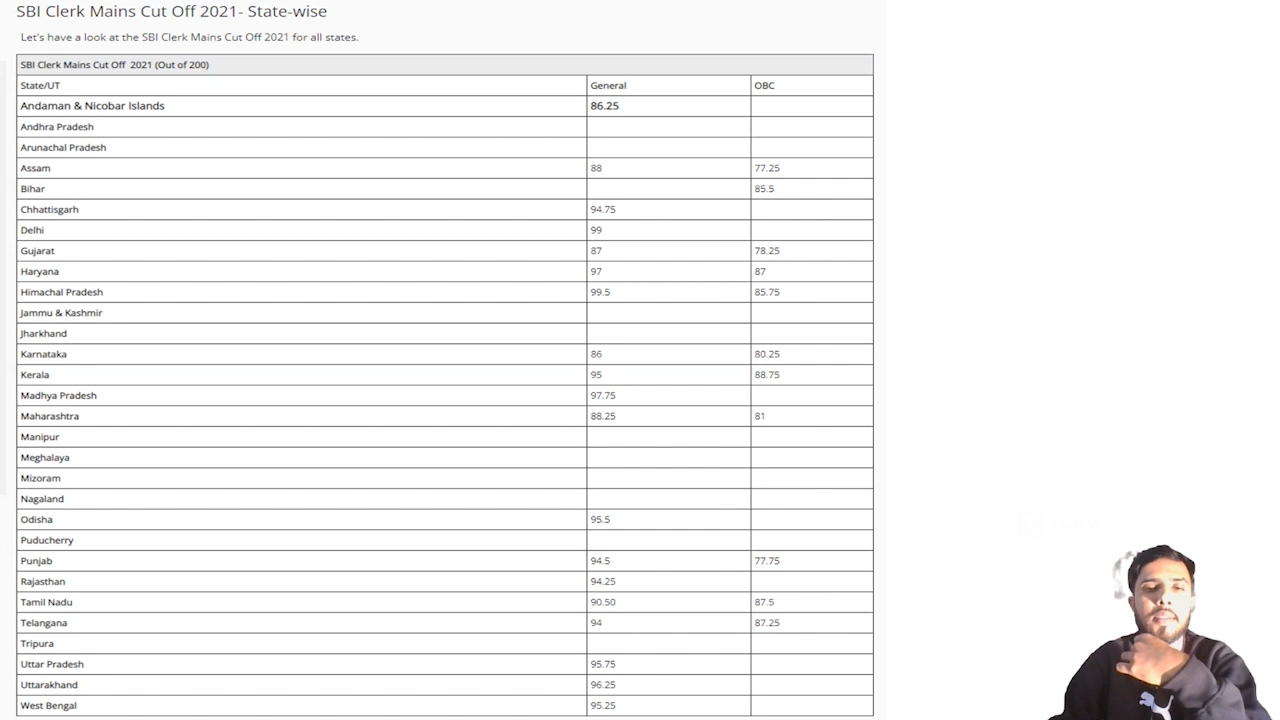 SBI Clerk Mains Cut Off 2021- State-wise
Let's have a look at the SBI Clerk Mains Cut Off 2021 for all states.
SBI Clerk Mains Cut Off 2021 (Out of 200)
State/UT General OBC
Andaman & Nicobar Islands 86.25
Andhra Pradesh
Arunachal Pradesh
Assam 88 77.25
Bihar 85.5
Chhattisgarh 94.75
Delhi 99
Gujarat 87 78.25
Haryana 97 87
Himachal Pradesh 99.5 85.75
Jammu & Kashmir
Jharkhand
Karnataka 86 80.25
Kerala 95 88.75
Madhya Pradesh 97.75
Maharashtra 88.25 81
Manipur
Meghalaya
Mizoram
Nagaland
Odisha 95.5
Puducherry
Punjab 94.5 77.75
Rajasthan 94.25
Tamil Nadu 90.50 87.5
Telangana 94 87.25
Tripura
Uttar Pradesh 95.75
Uttarakhand 96.25
West Bengal 95.25